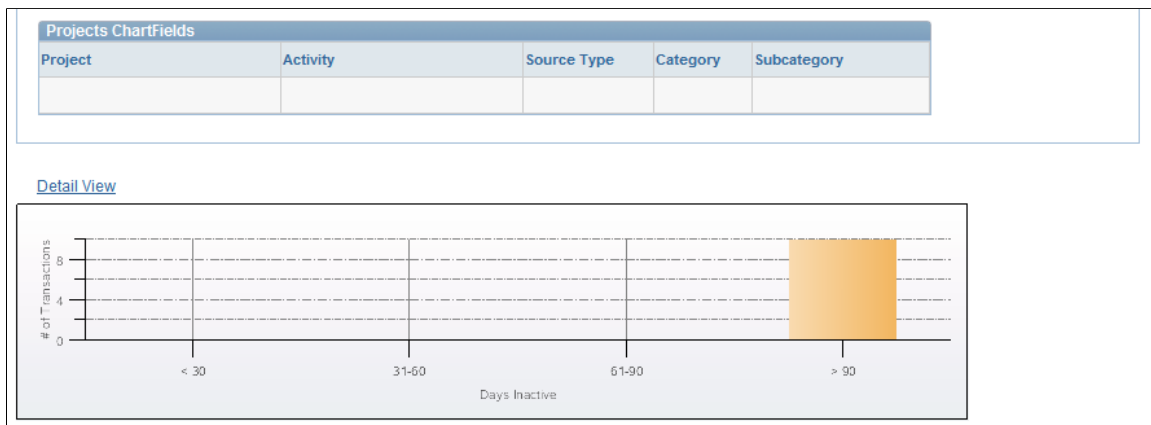 Projects ChartFields
Project Activity Source Type Category Subcategory
Detail View
# of Transactions
8
4
0
< 30 31-60 61-90 > 90
Days Inactive